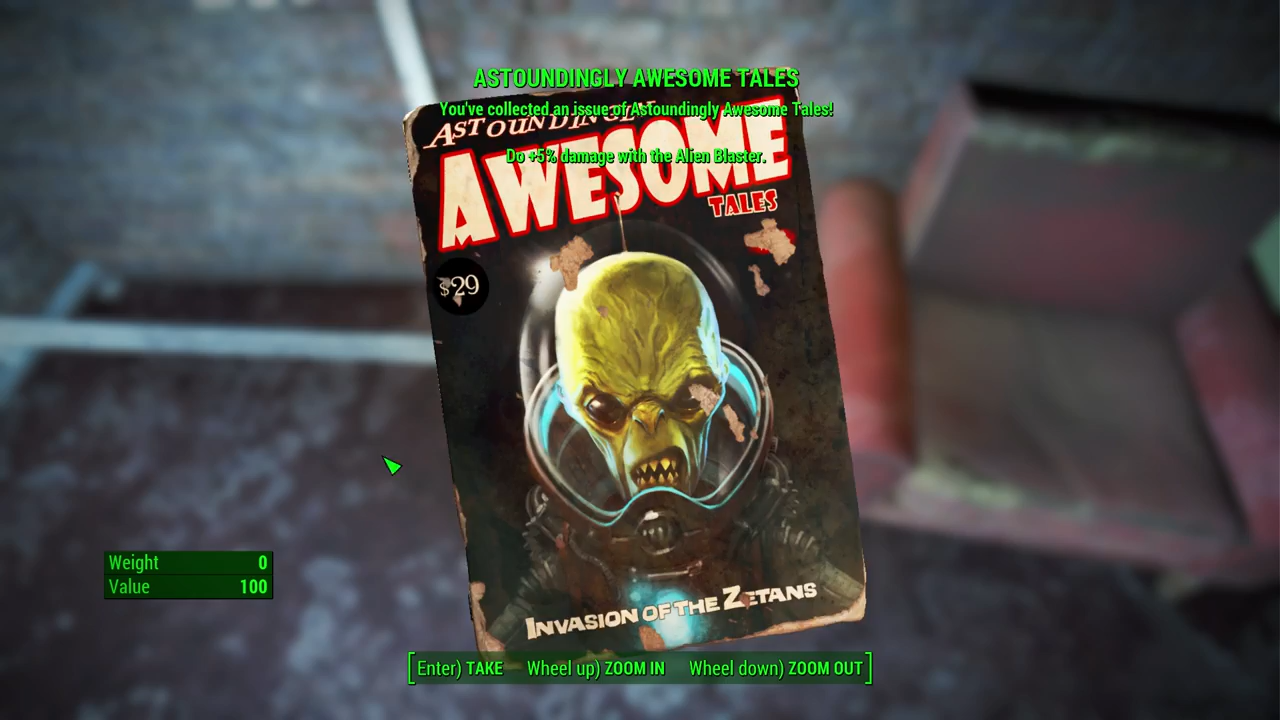 ASTOUNDINGLY AWESOME TALES
You've collected an issue of Astoundingly Awesome Tales!
ASTOUNDINGLY
Do +5% damage with the Alien Blaster.
AWESOME
TALES
$29
Weight 0
Value 100
INVASION OF THE ZETANS
[Enter) TAKE Wheel up) ZOOM IN Wheel down) ZOOM OUT]